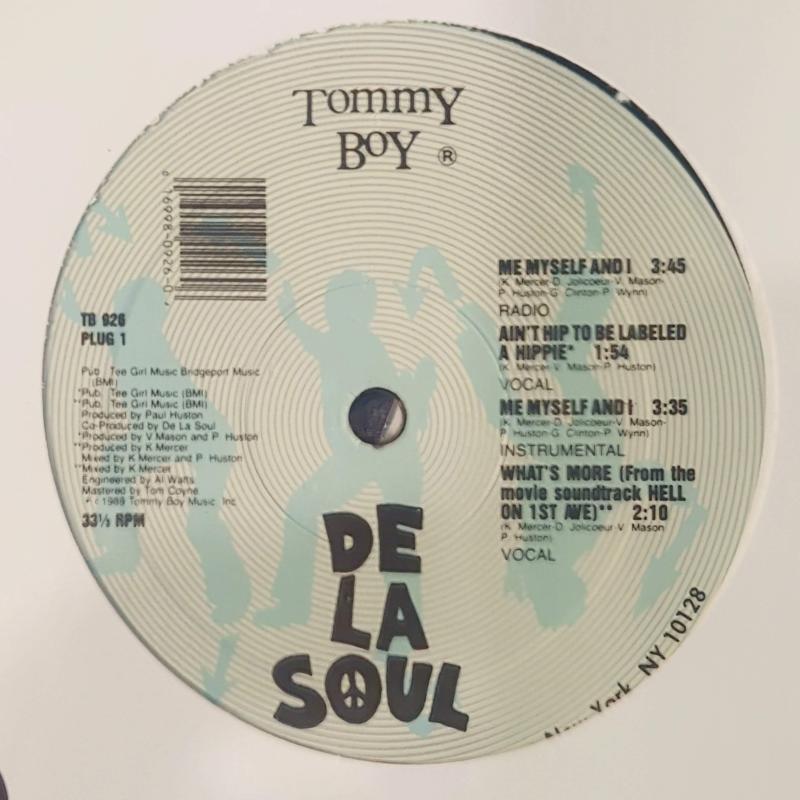 Tommy
Boy ®
0 16998-0926-0 7
TB 926
PLUG 1
Pub. Tee Girl Music Bridgeport Music
(BMI)
*Pub. Tee Girl Music (BMI)
**Pub. Tee Girl Music (BMI)
Produced by Paul Huston
Co-Produced by De La Soul
*Produced by V Mason and P. Huston
**Produced by K Mercer
Mixed by K Mercer and P. Huston
**Mixed by K Mercer
Engineered by Al Watts
Mastered by Tom Coyne
1989 Tommy Boy Music, Inc.
33⅓ RPM
ME MYSELF AND I 3:45
(K. Mercer-D. Jolicoeur-V. Mason-
P. Huston-G. Clinton-P. Wynn)
RADIO
AIN'T HIP TO BE LABELED
A HIPPIE* 1:54
(K. Mercer-V. Mason-P. Huston)
VOCAL
ME MYSELF AND I 3:35
(K. Mercer-D. Jolicoeur-V. Mason-
P. Huston-G. Clinton-P. Wynn)
INSTRUMENTAL
WHAT'S MORE (From the
movie soundtrack HELL
ON 1ST AVE)** 2:10
(K. Mercer-D. Jolicoeur-V. Mason
P. Huston)
VOCAL
DE
LA
SOUL
New York, NY 10128